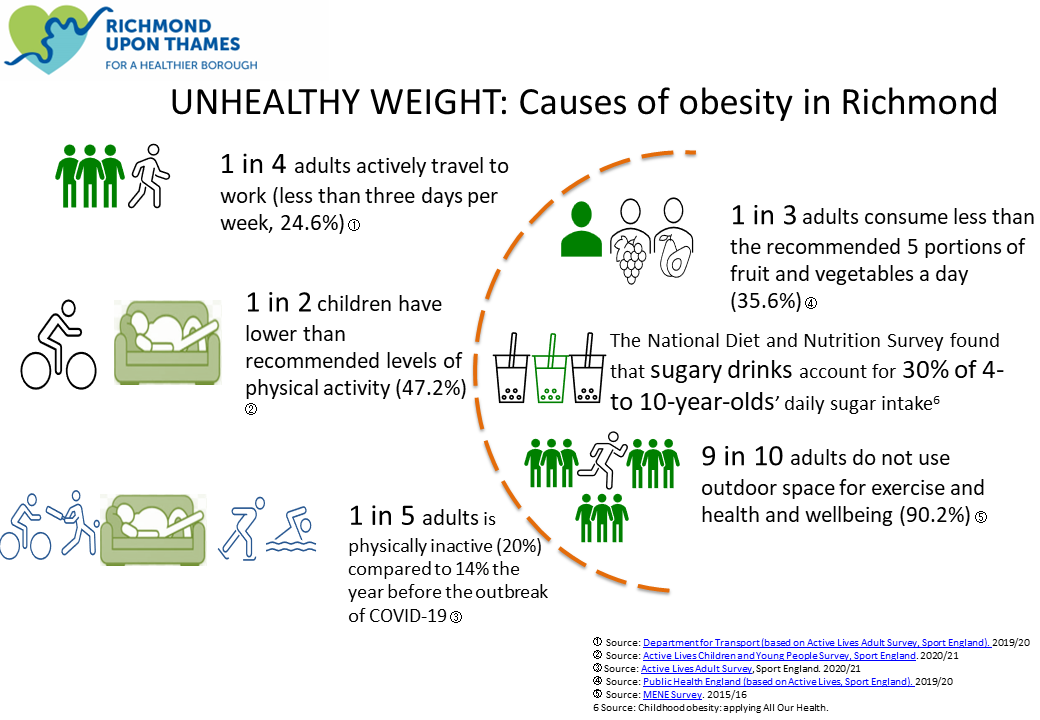 RICHMOND
UPON THAMES
FOR A HEALTHIER BOROUGH
UNHEALTHY WEIGHT: Causes of obesity in Richmond
1 in 4 adults actively travel to
work (less than three days per
week, 24.6%) ①
1 in 2 children have
lower than
recommended levels of
physical activity (47.2%)
②
1 in 5 adults is
physically inactive (20%)
compared to 14% the
year before the outbreak
of COVID-19 ③
1 in 3 adults consume less than
the recommended 5 portions of
fruit and vegetables a day
(35.6%) ④
The National Diet and Nutrition Survey found
that sugary drinks account for 30% of 4-
to 10-year-olds’ daily sugar intake⁶
9 in 10 adults do not use
outdoor space for exercise and
health and wellbeing (90.2%) ⑤
① Source: Department for Transport (based on Active Lives Adult Survey, Sport England). 2019/20
② Source: Active Lives Children and Young People Survey, Sport England. 2020/21
③ Source: Active Lives Adult Survey, Sport England. 2020/21
④ Source: Public Health England (based on Active Lives, Sport England). 2019/20
⑤ Source: MENE Survey. 2015/16
6 Source: Childhood obesity: applying All Our Health.